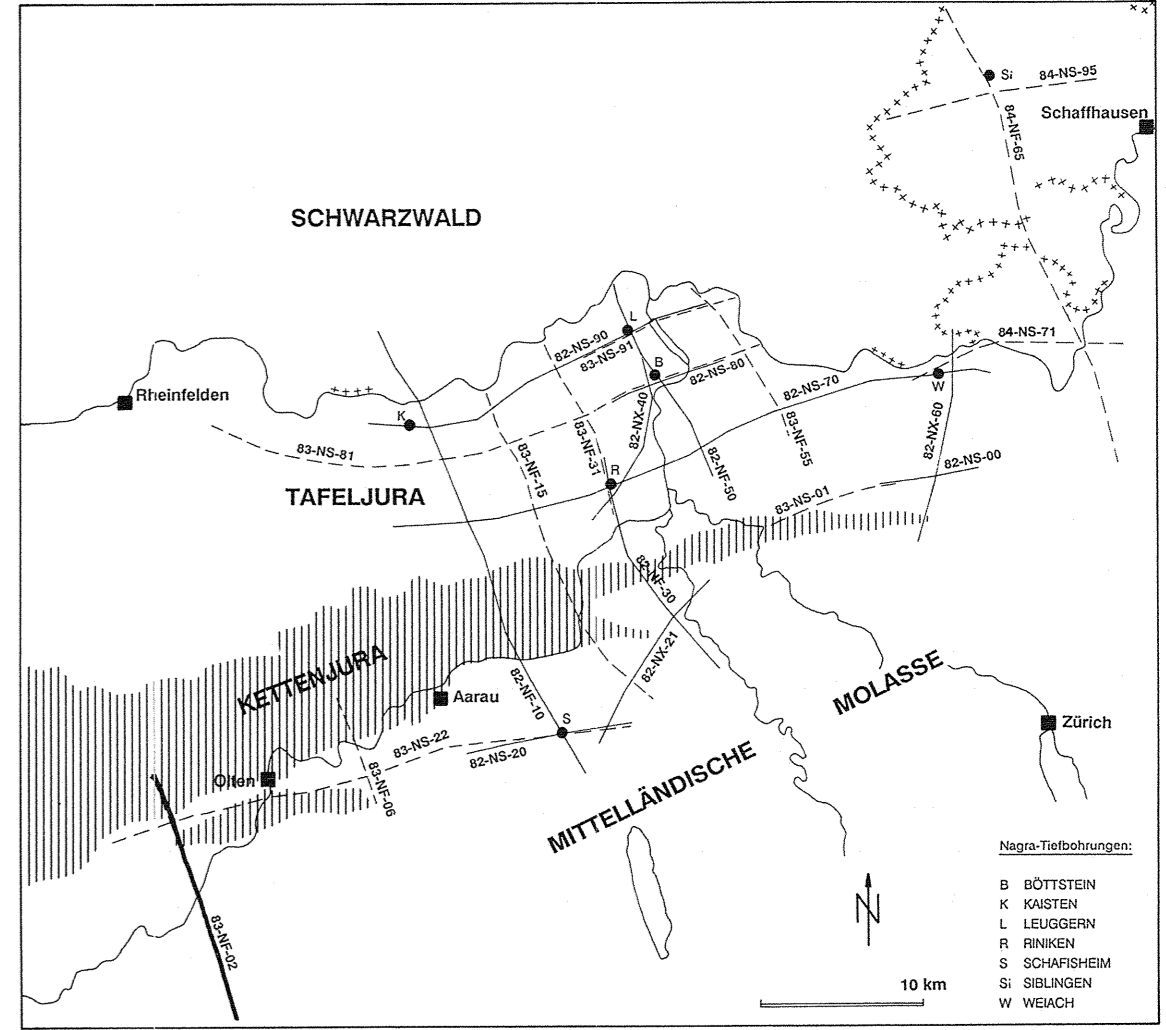 Si
84-NS-95
Schaffhausen
84-NF-65
SCHWARZWALD
L
82-NS-90
83-NS-91
84-NS-71
B
82-NS-80
Rheinfelden
82-NS-70
W
K
82-NX-40
83-NF-55
82-NX-60
83-NS-81
83-NF-15
83-NF-31
R
82-NF-50
82-NS-00
TAFELJURA
83-NS-01
82-NF-30
82-NX-21
KETTENJURA
MOLASSE
Aarau
82-NF-10
S
Zürich
83-NS-22
82-NS-20
Olten
83-NF-06
MITTELLÄNDISCHE
83-NF-02
N
10 km
Nagra-Tiefbohrungen:
B BÖTTSTEIN
K KAISTEN
L LEUGGERN
R RINIKEN
S SCHAFISHEIM
Si SIBLINGEN
W WEIACH